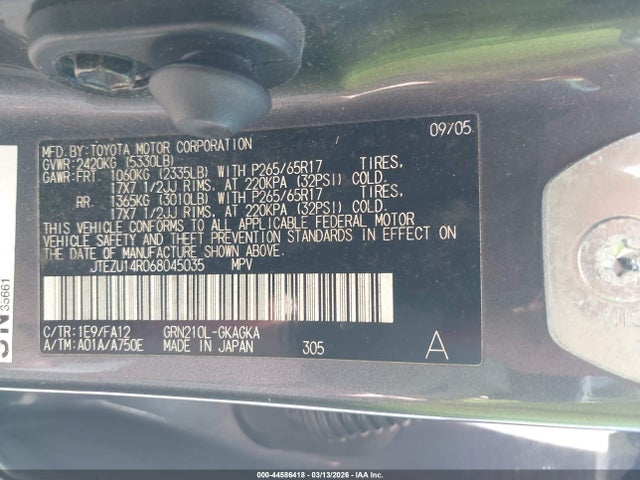 MFD.BY:TOYOTA MOTOR CORPORATION 09/05
GVWR:2420KG (5330LB)
GAWR:FRT 1060KG (2335LB) WITH P265/65R17 TIRES,
17X7 1/2JJ RIMS, AT 220KPA (32PSI) COLD.
RR 1365KG (3010LB) WITH P265/65R17 TIRES,
17X7 1/2JJ RIMS, AT 220KPA (32PSI) COLD.
THIS VEHICLE CONFORMS TO ALL APPLICABLE FEDERAL MOTOR
VEHICLE SAFETY AND THEFT PREVENTION STANDARDS IN EFFECT
ON THE DATE OF MANUFACTURE SHOWN ABOVE.
JTEZU14R068045035 MPV
C/TR:1E9/FA12 GRN210L-GKAGKA
A/TM:A01A/A750E MADE IN JAPAN 305 A
35661
000-44586418 | 03/13/2026 | IAA Inc.